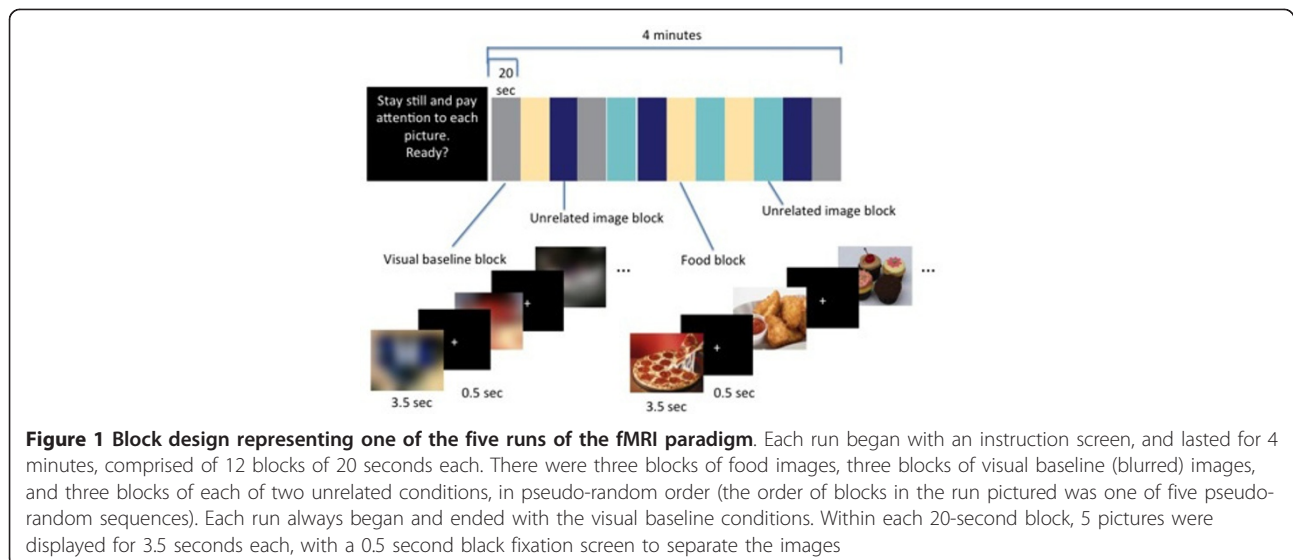 4 minutes
20
sec
Stay still and pay
attention to each
picture.
Ready?
Unrelated image block
Unrelated image block
Visual baseline block
Food block
...
...
+
+
+
+
3.5 sec
0.5 sec
3.5 sec
0.5 sec
Figure 1 Block design representing one of the five runs of the fMRI paradigm. Each run began with an instruction screen, and lasted for 4
minutes, comprised of 12 blocks of 20 seconds each. There were three blocks of food images, three blocks of visual baseline (blurred) images,
and three blocks of each of two unrelated conditions, in pseudo-random order (the order of blocks in the run pictured was one of five pseudo-
random sequences). Each run always began and ended with the visual baseline conditions. Within each 20-second block, 5 pictures were
displayed for 3.5 seconds each, with a 0.5 second black fixation screen to separate the images